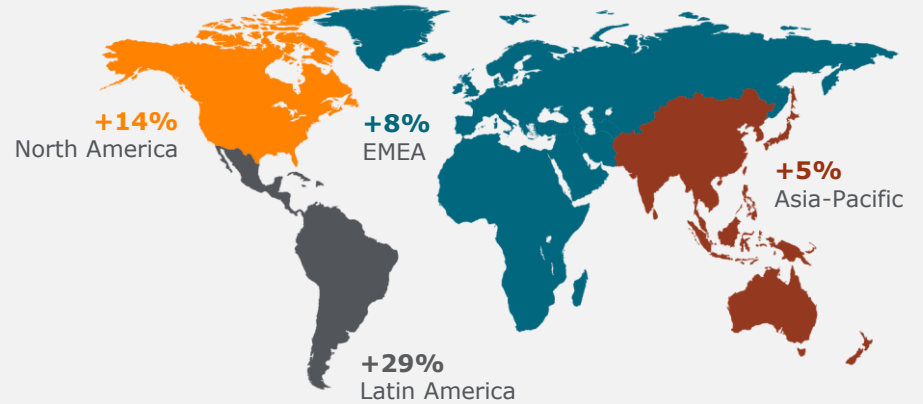 +14%
North America
+8%
EMEA
+5%
Asia-Pacific
+29%
Latin America